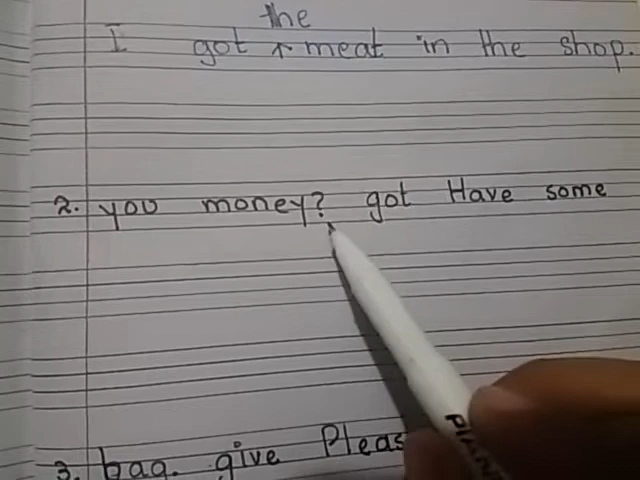 the
I got ↑ meat in the shop.
2. you money? got Have some
3. bag. give Pleas